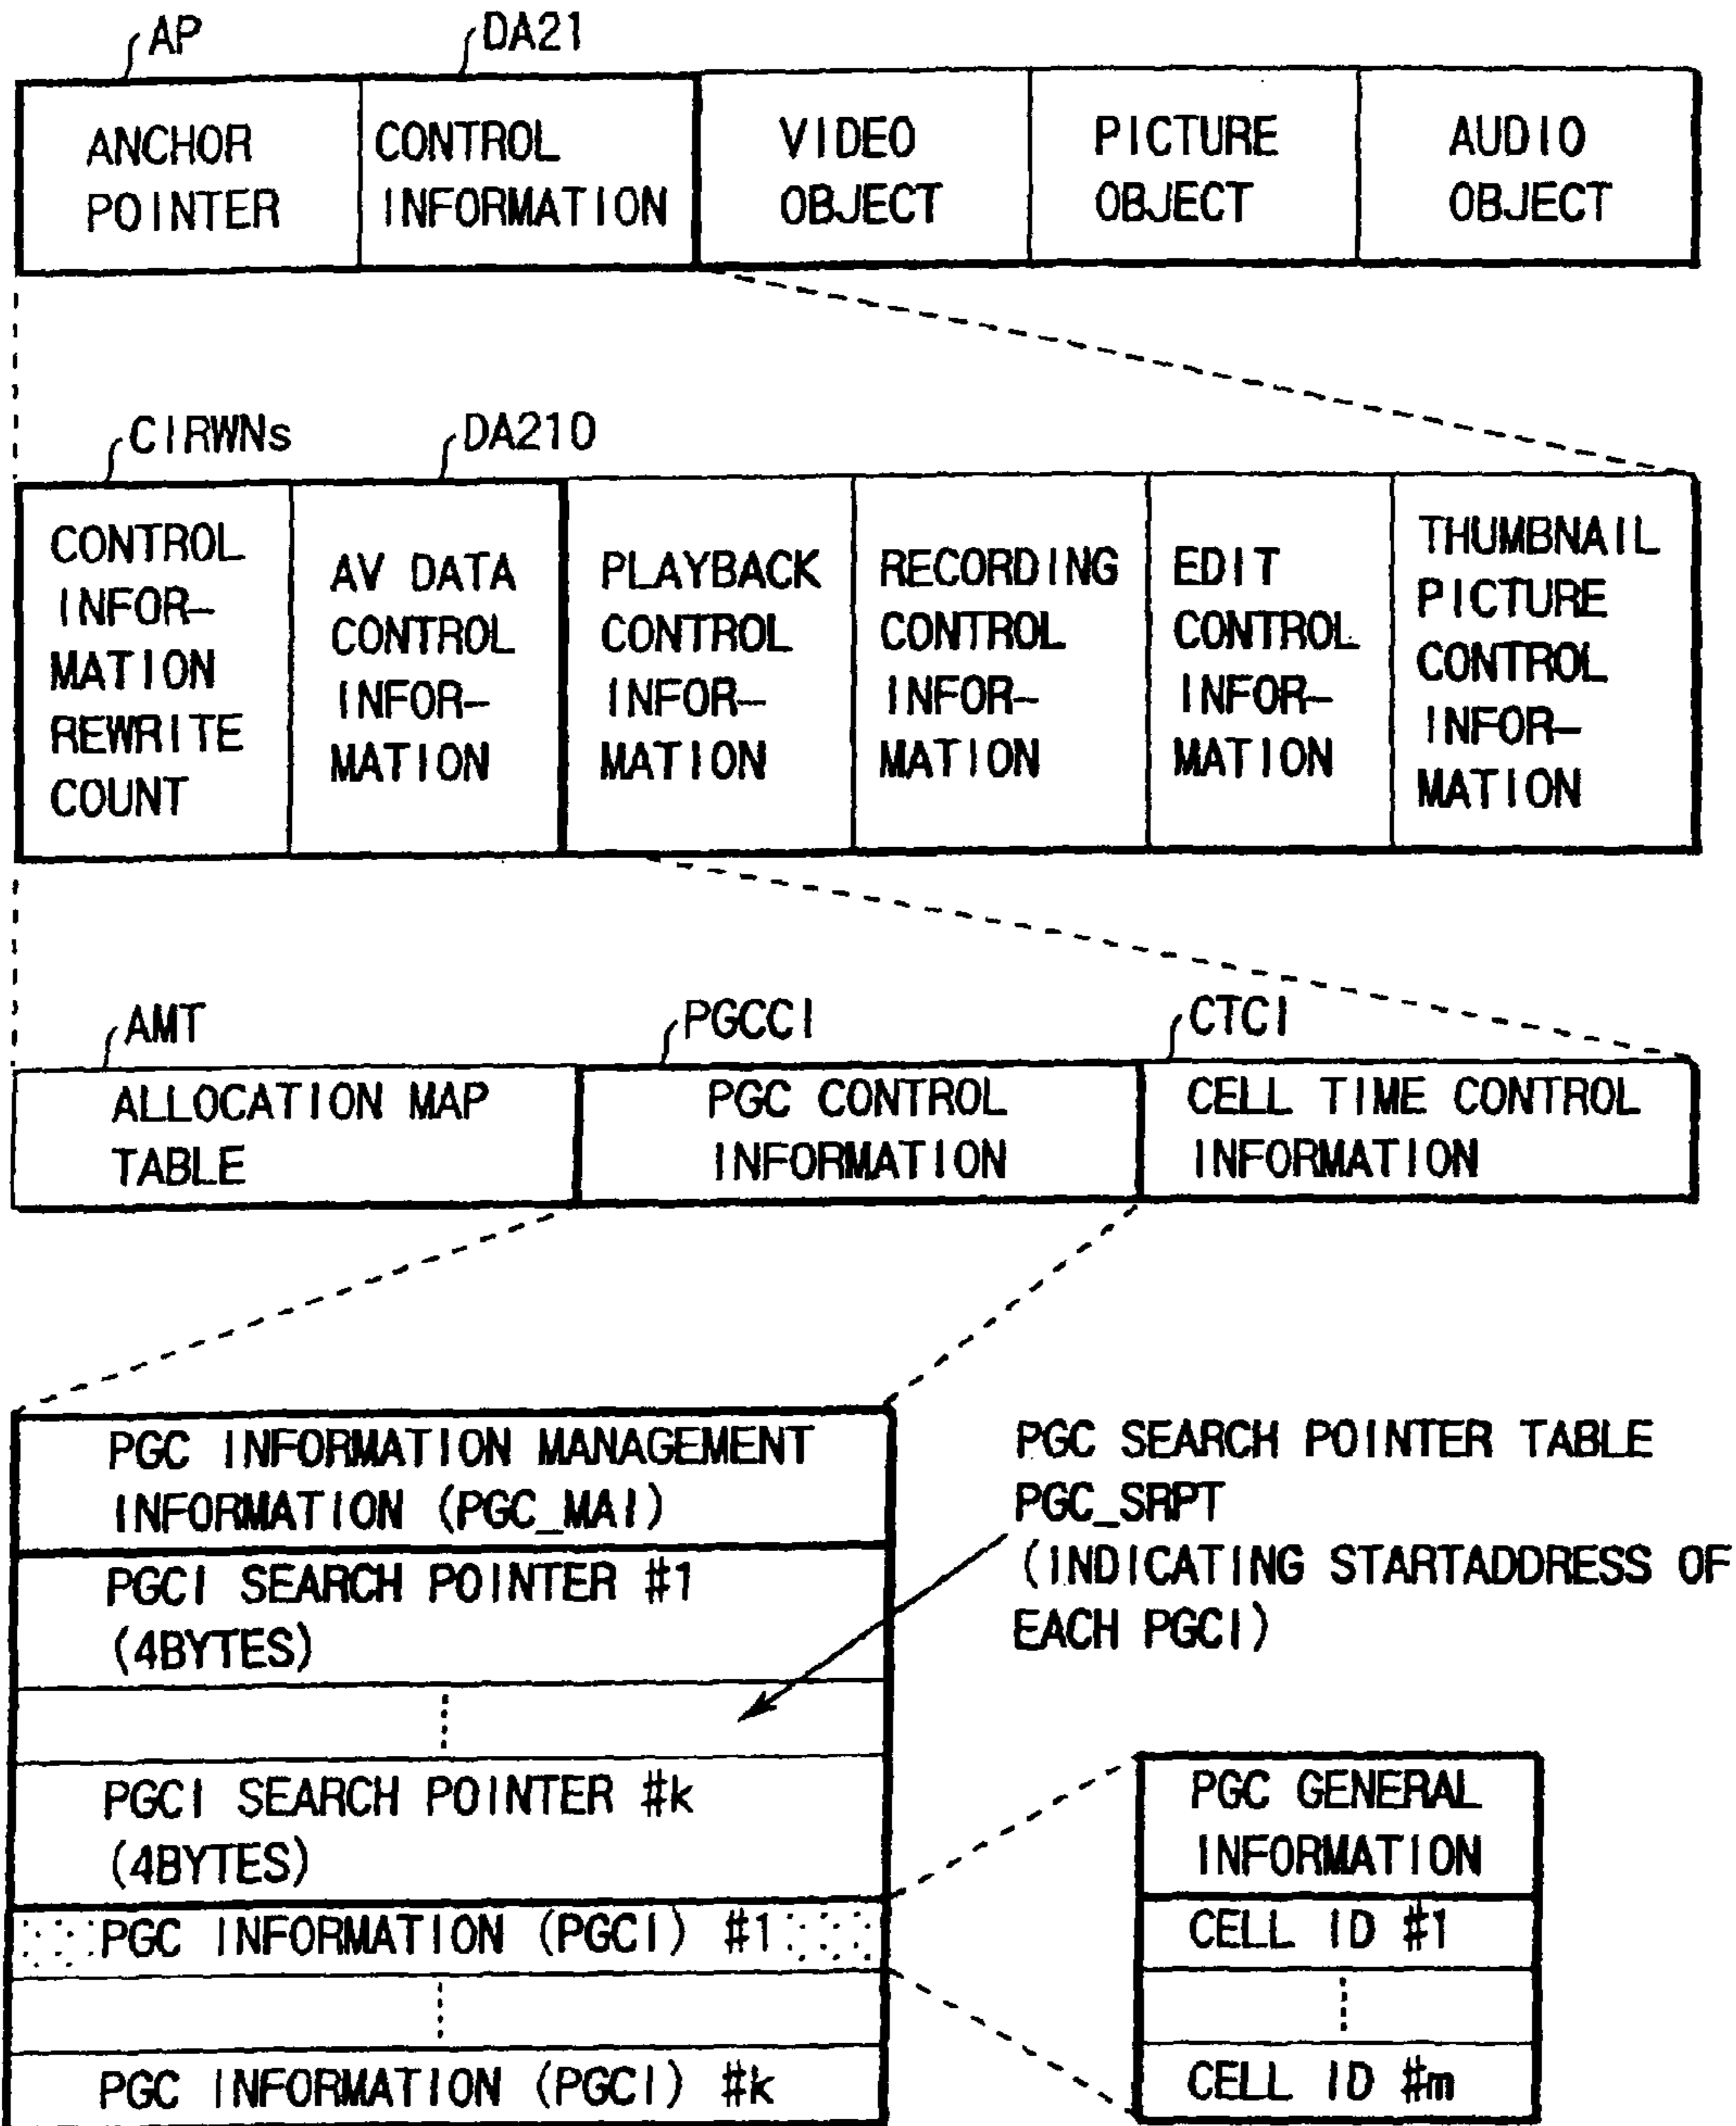 AP
DA21
ANCHOR
POINTER
CONTROL
INFORMATION
VIDEO
OBJECT
PICTURE
OBJECT
AUDIO
OBJECT
CIRWNs
DA210
CONTROL
INFOR-
MATION
REWRITE
COUNT
AV DATA
CONTROL
INFOR-
MATION
PLAYBACK
CONTROL
INFOR-
MATION
RECORDING
CONTROL
INFOR-
MATION
EDIT
CONTROL
INFOR-
MATION
THUMBNAIL
PICTURE
CONTROL
INFOR-
MATION
AMT
PGCCI
CTCI
ALLOCATION MAP
TABLE
PGC CONTROL
INFORMATION
CELL TIME CONTROL
INFORMATION
PGC INFORMATION MANAGEMENT
INFORMATION (PGC_MAI)
PGCI SEARCH POINTER #1
(4BYTES)
PGCI SEARCH POINTER #k
(4BYTES)
PGC INFORMATION (PGCI) #1
PGC INFORMATION (PGCI) #k
PGC SEARCH POINTER TABLE
PGC_SRPT
(INDICATING STARTADDRESS OF
EACH PGCI)
PGC GENERAL
INFORMATION
CELL ID #1
CELL ID #m